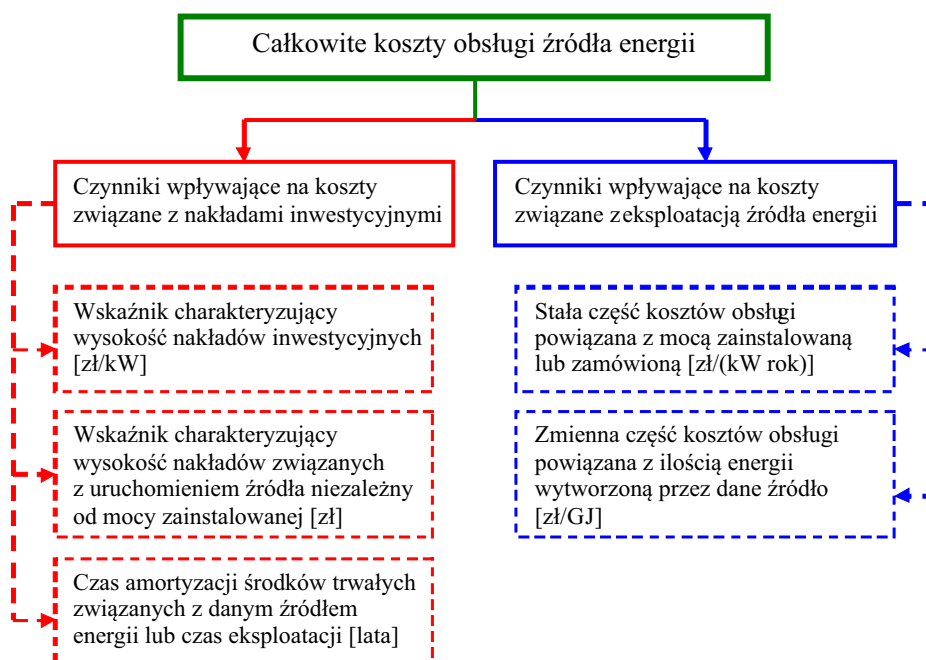 Całkowite koszty obsługi źródła energii
Czynniki wpływające na koszty
związane z nakładami inwestycyjnymi
Czynniki wpływające na koszty
związane z eksploatacją źródła energii
Wskaźnik charakteryzujący
wysokość nakładów inwestycyjnych
[zł/kW]
Stała część kosztów obsługi
powiązana z mocą zainstalowaną
lub zamówioną [zł/(kW rok)]
Wskaźnik charakteryzujący
wysokość nakładów związanych
z uruchomieniem źródła niezależny
od mocy zainstalowanej [zł]
Zmienna część kosztów obsługi
powiązana z ilością energii
wytworzoną przez dane źródło
[zł/GJ]
Czas amortyzacji środków trwałych
związanych z danym źródłem
energii lub czas eksploatacji [lata]